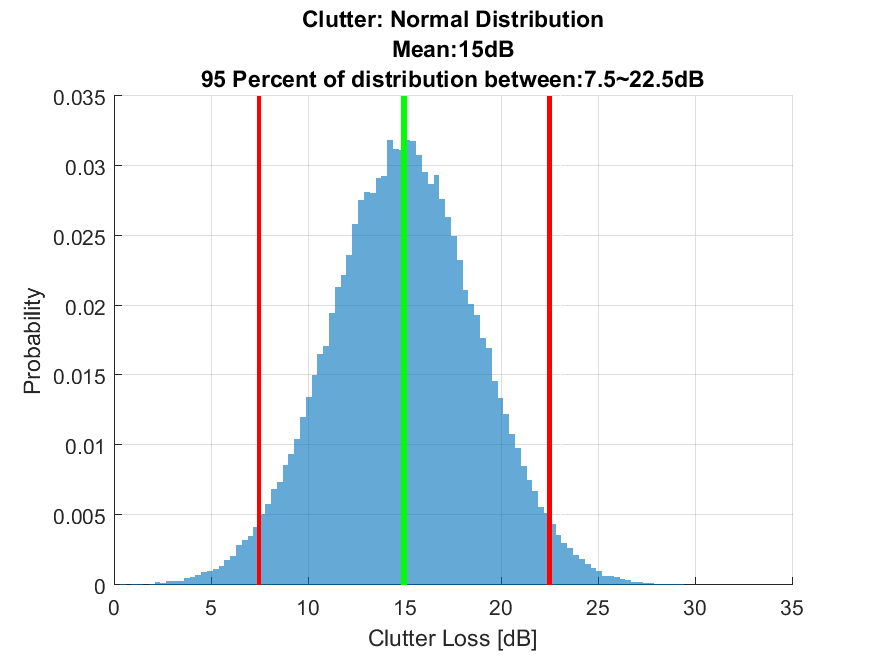 Clutter: Normal Distribution
Mean:15dB
95 Percent of distribution between:7.5~22.5dB
0.035
0.03
0.025
0.02
0.015
0.01
0.005
0
Probability
0 5 10 15 20 25 30 35
Clutter Loss [dB]